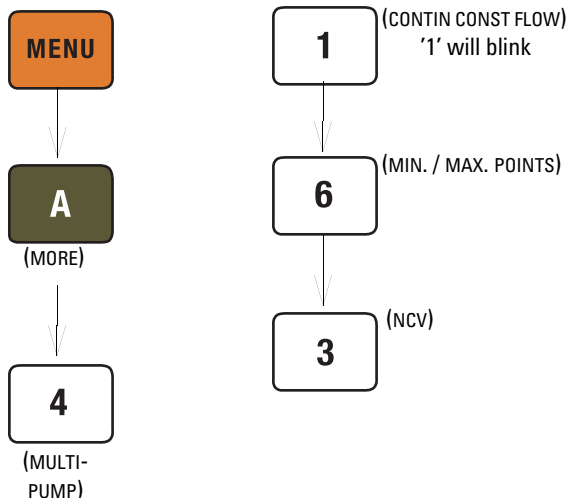 MENU
A
(MORE)
4
(MULTI-
PUMP)
1
(CONTIN CONST FLOW)
'1' will blink
6
(MIN. / MAX. POINTS)
3
(NCV)